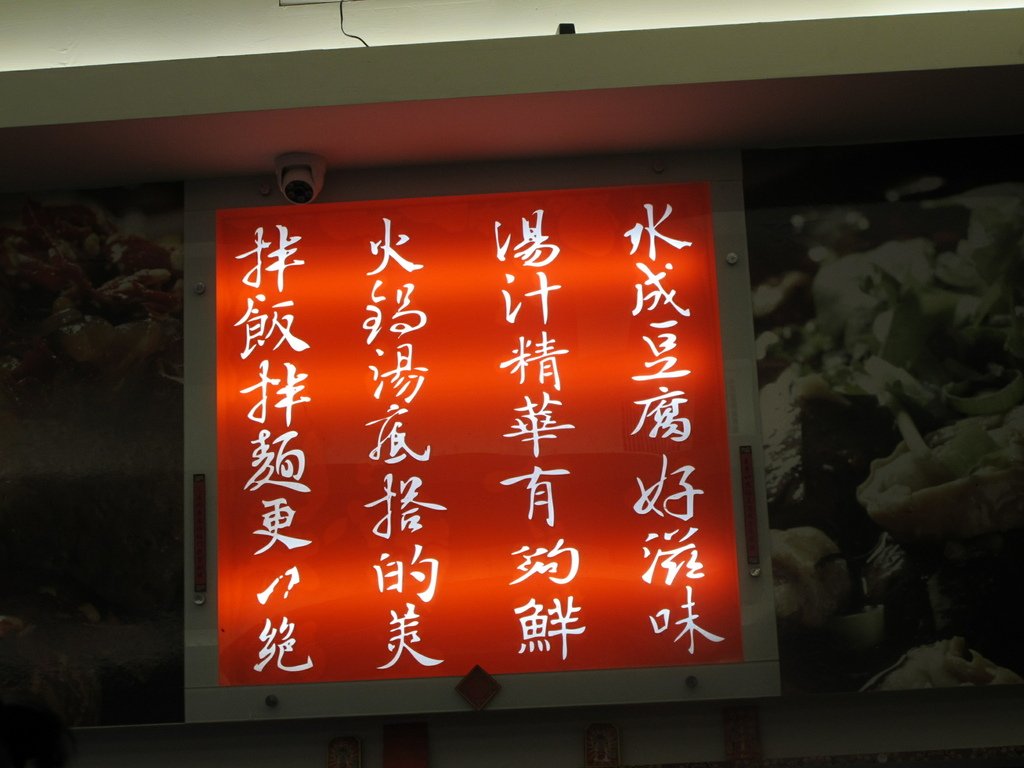 水成豆腐好滋味
湯汁精華有夠鮮
火鍋湯底搭的美
拌飯拌麵更小絕